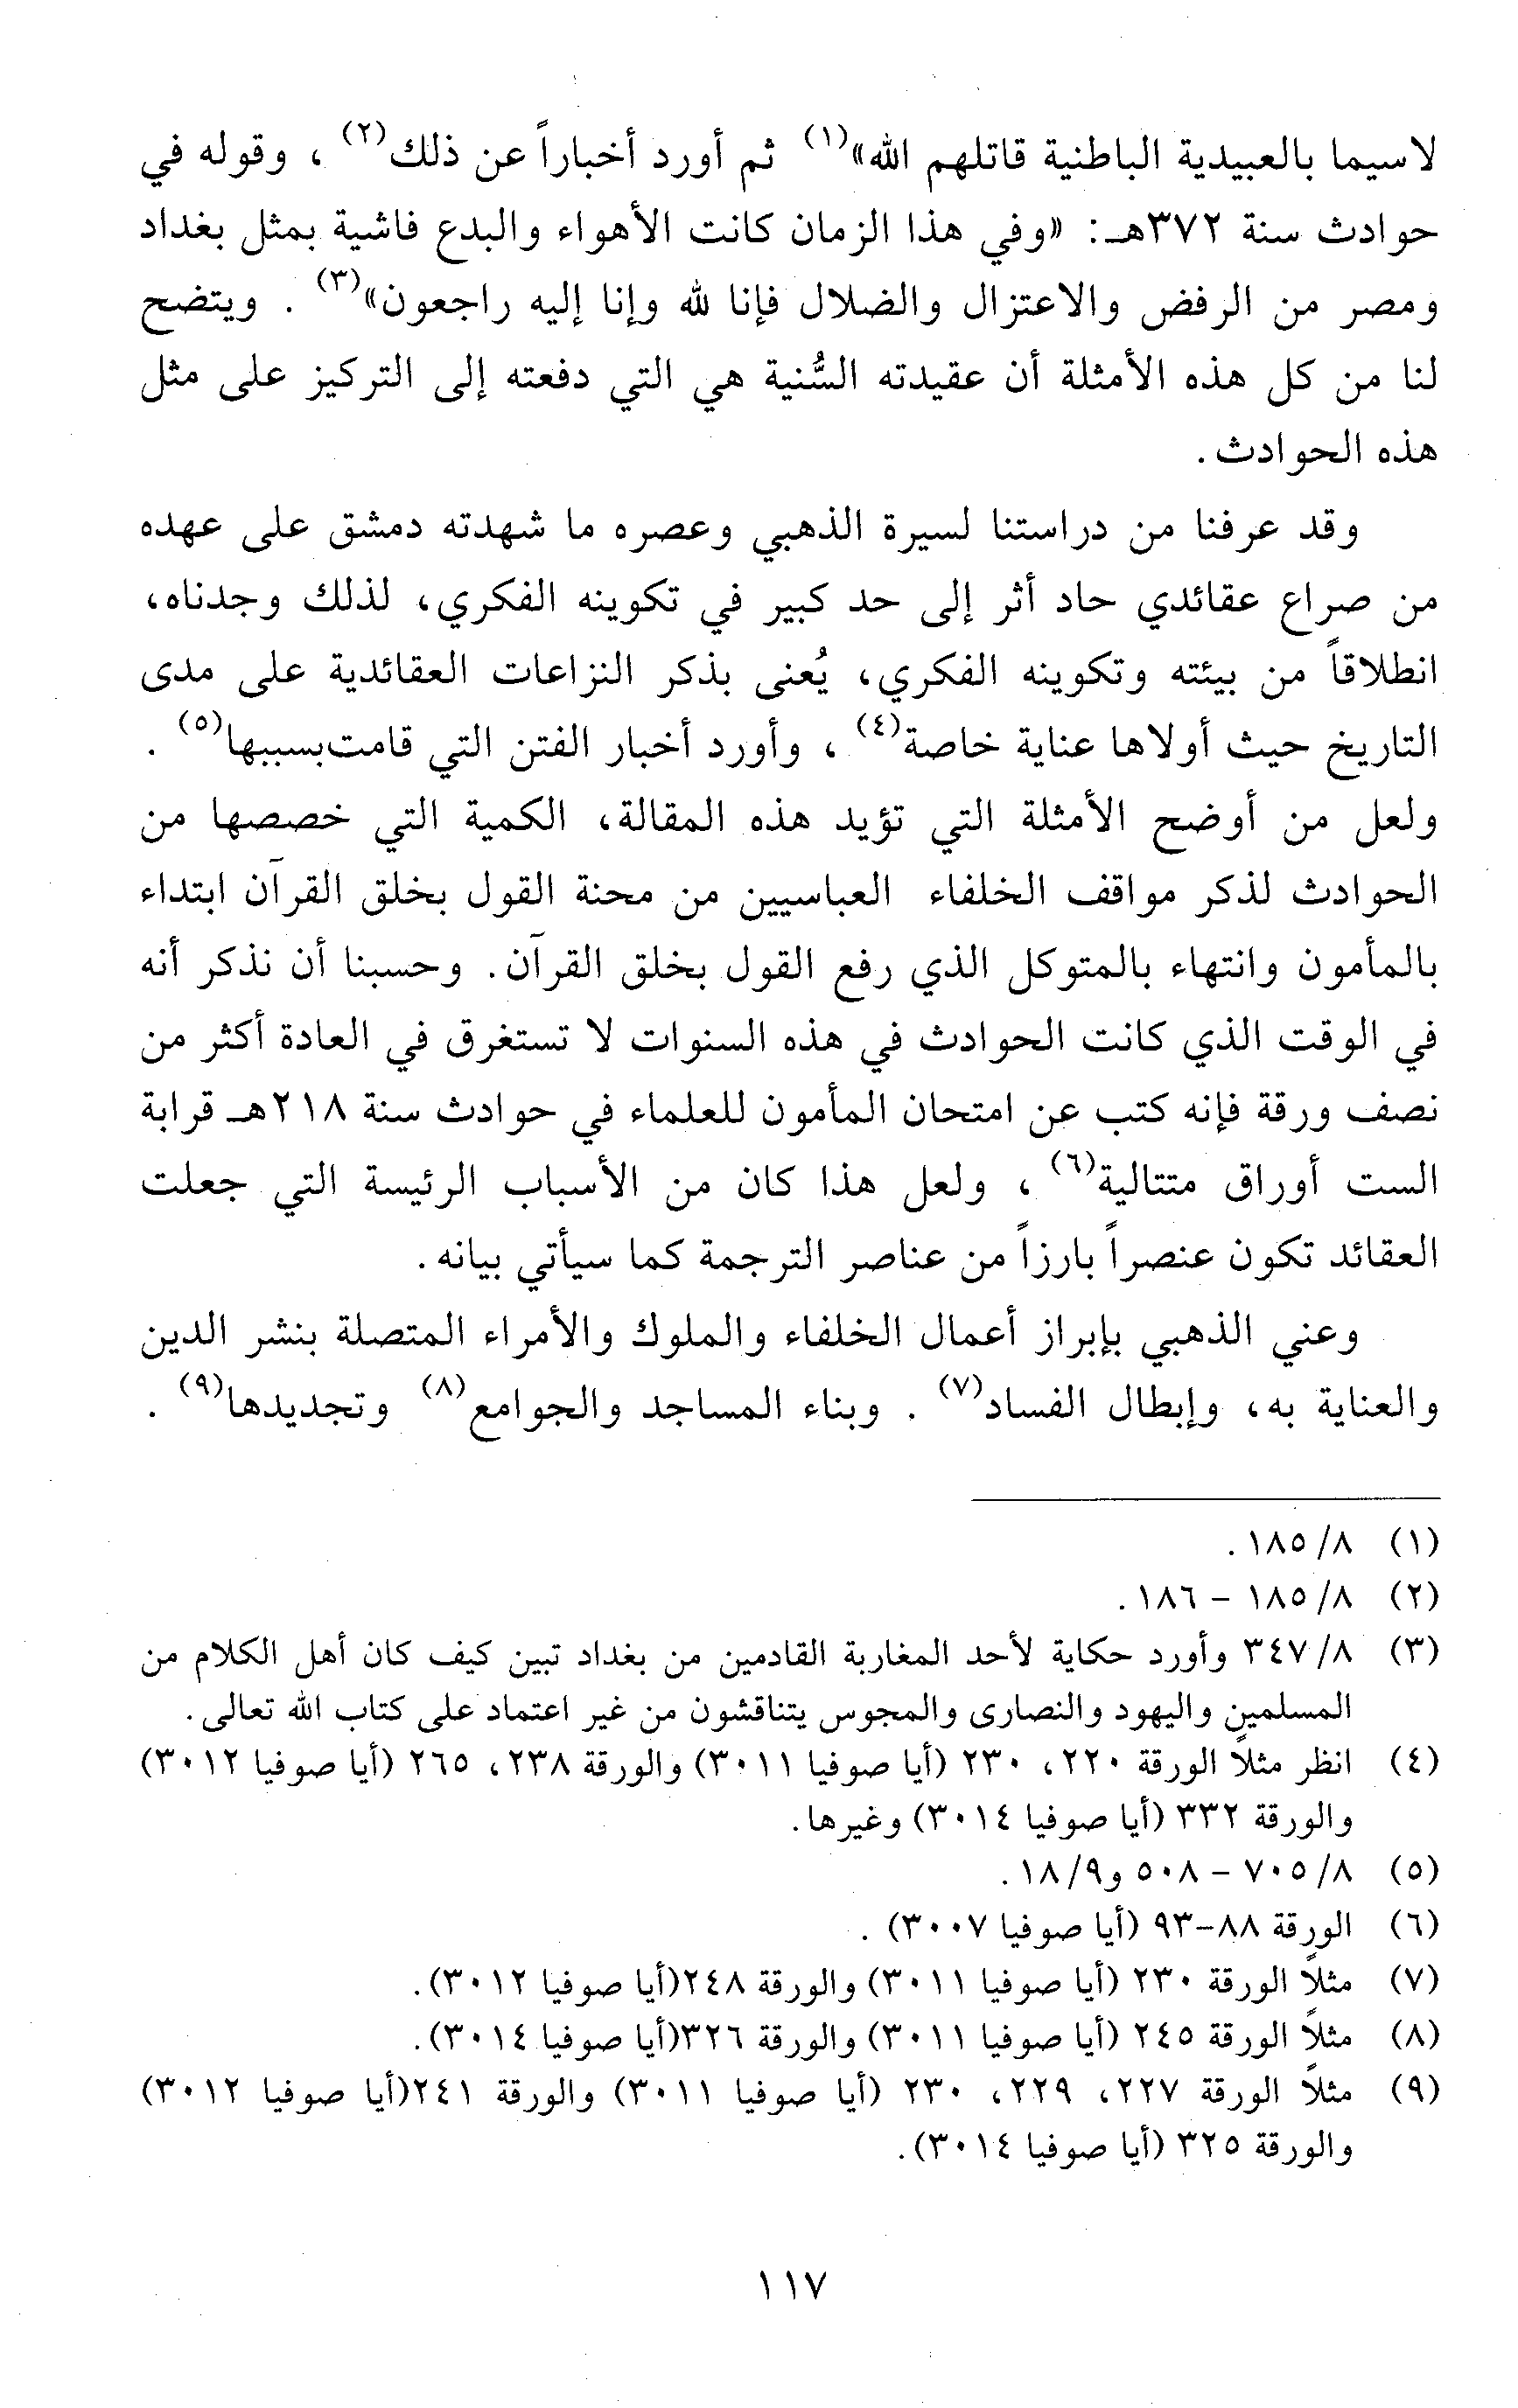 لاسيما بالعبيدية الباطنية قاتلهم الله»(١) ثم أورد أخباراً عن ذلك(٢) ، وقوله في
حوادث سنة ٣٧٢هـ: «وفي هذا الزمان كانت الأهواء والبدع فاشية بمثل بغداد
ومصر من الرفض والاعتزال والضلال فإنا لله وإنا إليه راجعون»(٣) . ويتضح
لنا من كل هذه الأمثلة أن عقيدته السُّنية هي التي دفعته إلى التركيز على مثل
هذه الحوادث.
وقد عرفنا من دراستنا لسيرة الذهبي وعصره ما شهدته دمشق على عهده
من صراع عقائدي حاد أثر إلى حد كبير في تكوينه الفكري، لذلك وجدناه،
انطلاقاً من بيئته وتكوينه الفكري، يُعنى بذكر النزاعات العقائدية على مدى
التاريخ حيث أولاها عناية خاصة(٤) ، وأورد أخبار الفتن التي قامت بسببها(٥) .
ولعل من أوضح الأمثلة التي تؤيد هذه المقالة، الكمية التي خصصها من
الحوادث لذكر مواقف الخلفاء العباسيين من محنة القول بخلق القرآن ابتداء
بالمأمون وانتهاء بالمتوكل الذي رفع القول بخلق القرآن. وحسبنا أن نذكر أنه
في الوقت الذي كانت الحوادث في هذه السنوات لا تستغرق في العادة أكثر من
نصف ورقة فإنه كتب عن امتحان المأمون للعلماء في حوادث سنة ٢١٨هـ قرابة
الست أوراق متتالية(٦) ، ولعل هذا كان من الأسباب الرئيسة التي جعلت
العقائد تكون عنصراً بارزاً من عناصر الترجمة كما سيأتي بيانه.
وعني الذهبي بإبراز أعمال الخلفاء والملوك والأمراء المتصلة بنشر الدين
والعناية به، وإبطال الفساد(٧) . وبناء المساجد والجوامع(٨) وتجديدها(٩) .
(١) ٨/ ١٨٥ .
(٢) ٨/ ١٨٥ - ١٨٦ .
(٣) ٨/ ٣٤٧ وأورد حكاية لأحد المغاربة القادمين من بغداد تبين كيف كان أهل الكلام من
المسلمين واليهود والنصارى والمجوس يتناقشون من غير اعتماد على كتاب الله تعالى.
(٤) انظر مثلاً الورقة ٢٢٠، ٢٣٠ (أيا صوفيا ٣٠١١) والورقة ٢٣٨، ٢٦٥ (أيا صوفيا ٣٠١٢)
والورقة ٣٣٢ (أيا صوفيا ٣٠١٤) وغيرها.
(٥) ٨/ ٧٠٥ - ٥٠٨ و٩/ ١٨ .
(٦) الورقة ٨٨-٩٣ (أيا صوفيا ٣٠٠٧) .
(٧) مثلاً الورقة ٢٣٠ (أيا صوفيا ٣٠١١) والورقة ٢٤٨(أيا صوفيا ٣٠١٢).
(٨) مثلاً الورقة ٢٤٥ (أيا صوفيا ٣٠١١) والورقة ٣٢٦(أيا صوفيا ٣٠١٤).
(٩) مثلاً الورقة ٢٢٧، ٢٢٩، ٢٣٠ (أيا صوفيا ٣٠١١) والورقة ٢٤١(أيا صوفيا ٣٠١٢)
والورقة ٣٢٥ (أيا صوفيا ٣٠١٤).
١١٧